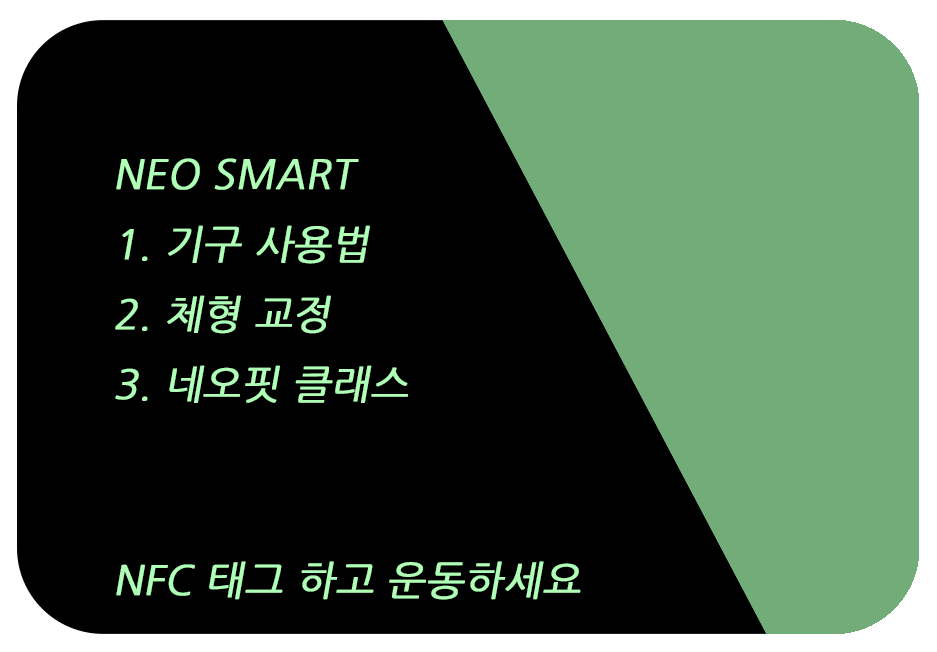 NEO SMART
1. 기구 사용법
2. 체형 교정
3. 네오핏 클래스
NFC 태그 하고 운동하세요